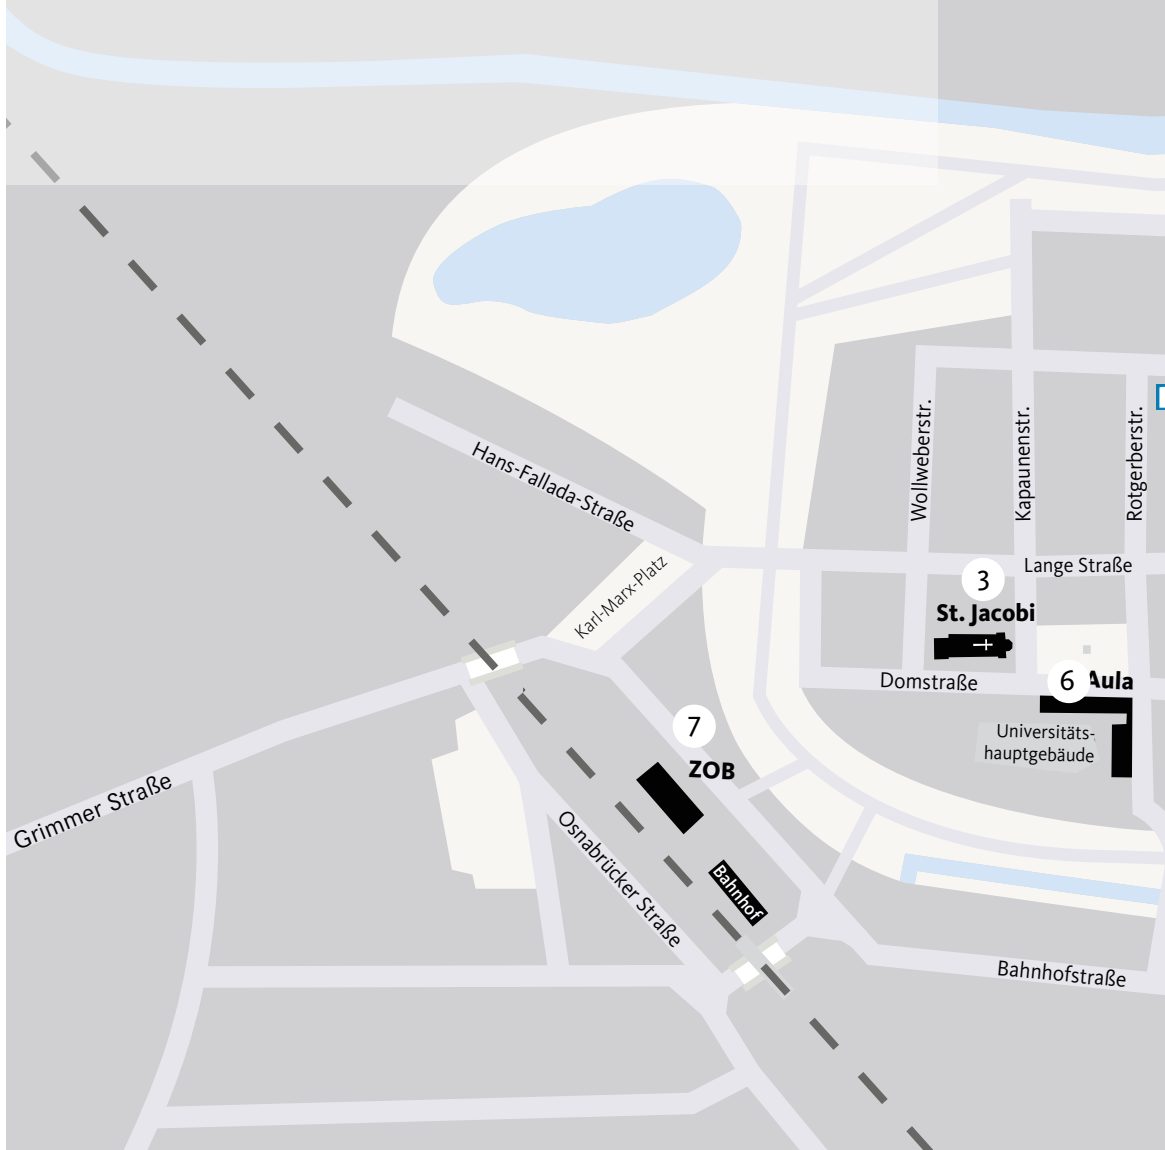 Hans-Fallada-Straße
Wollweberstr.
Kapaunenstr.
Rotgerberstr.
Karl-Marx-Platz
3
Lange Straße
St. Jacobi
Domstraße
6
Aula
7
ZOB
Universitäts-
hauptgebäude
Grimmer Straße
Osnabrücker Straße
Bahnhof
Bahnhofstraße